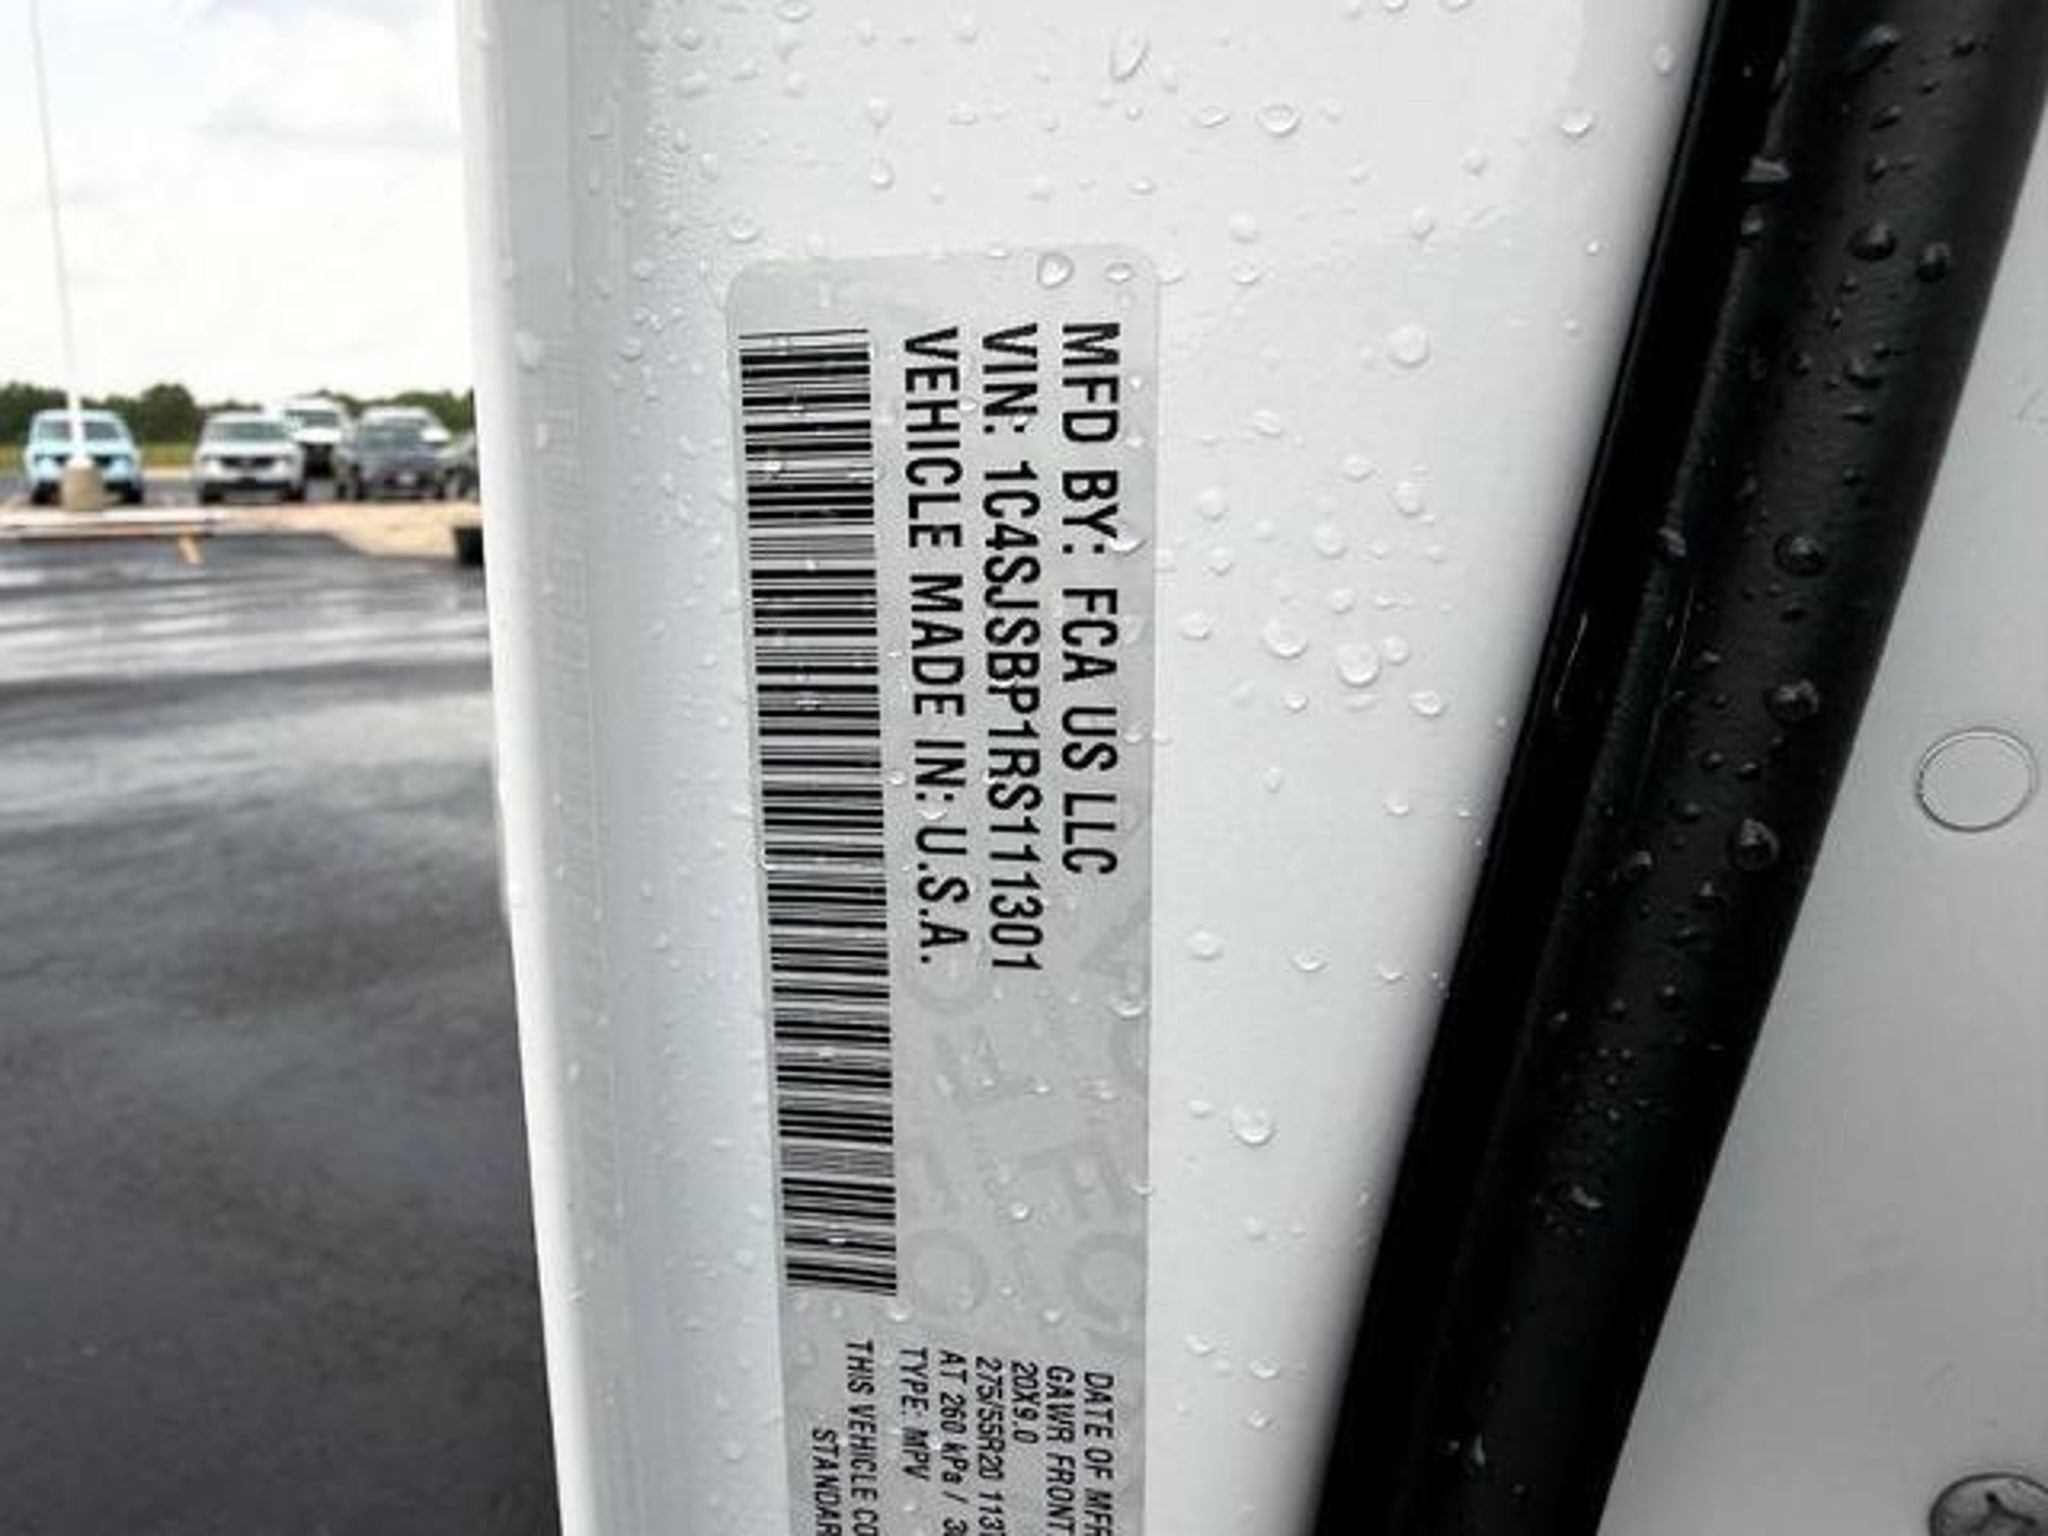 MFD BY: FCA US LLC
VIN: 1C4SJSBP1RS111301
VEHICLE MADE IN: U.S.A.
DATE OF MFR
GAWR FRONT
20X9.0
275/55R20 113T
AT 260 kPa /
TYPE: MPV
THIS VEHICLE CO
STANDAR